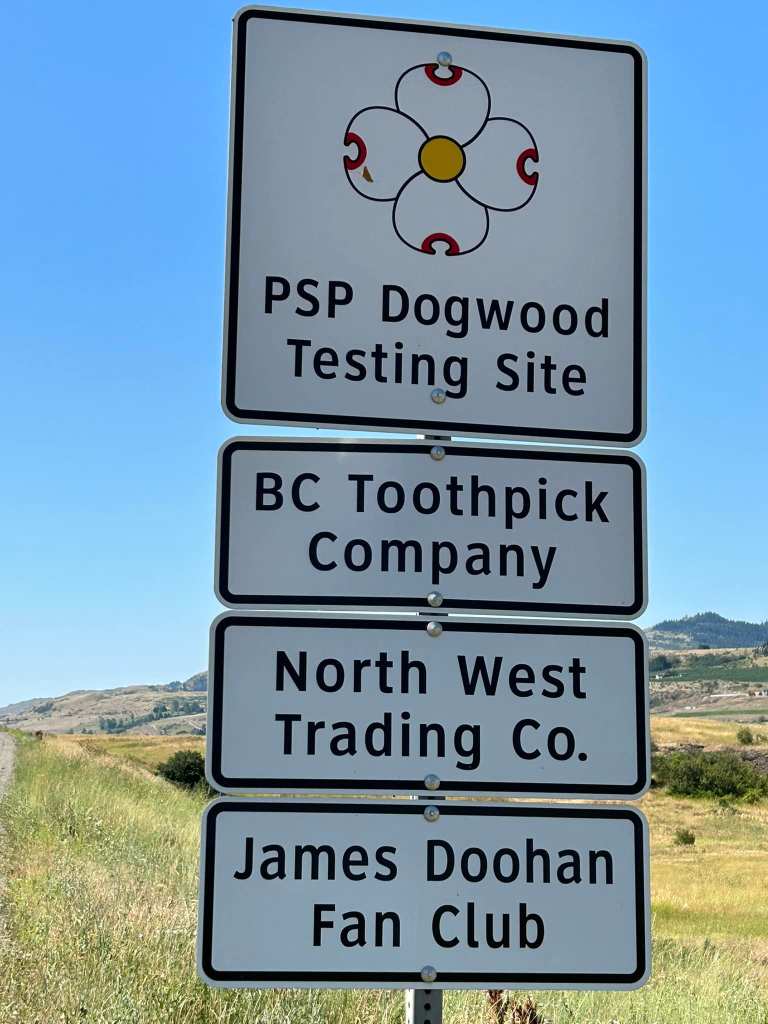 PSP Dogwood
Testing Site
BC Toothpick
Company
North West
Trading Co.
James Doohan
Fan Club